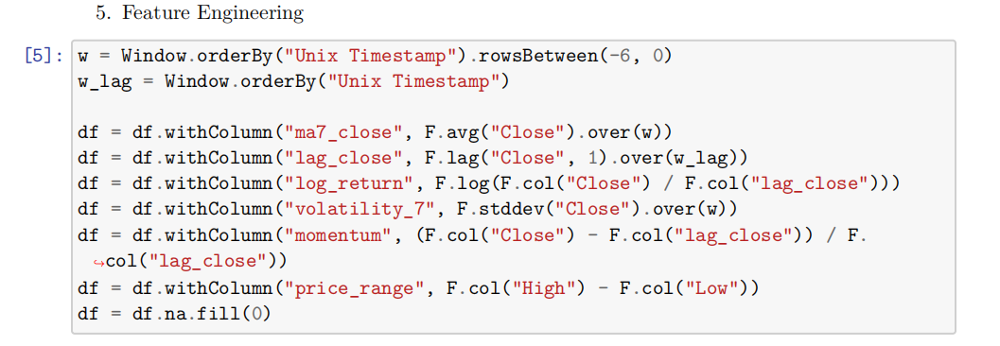 5. Feature Engineering
[5]: w = Window.orderBy("Unix Timestamp").rowsBetween(-6, 0)
w_lag = Window.orderBy("Unix Timestamp")
df = df.withColumn("ma7_close", F.avg("Close").over(w))
df = df.withColumn("lag_close", F.lag("Close", 1).over(w_lag))
df = df.withColumn("log_return", F.log(F.col("Close") / F.col("lag_close")))
df = df.withColumn("volatility_7", F.stddev("Close").over(w))
df = df.withColumn("momentum", (F.col("Close") - F.col("lag_close")) / F.
↪col("lag_close"))
df = df.withColumn("price_range", F.col("High") - F.col("Low"))
df = df.na.fill(0)